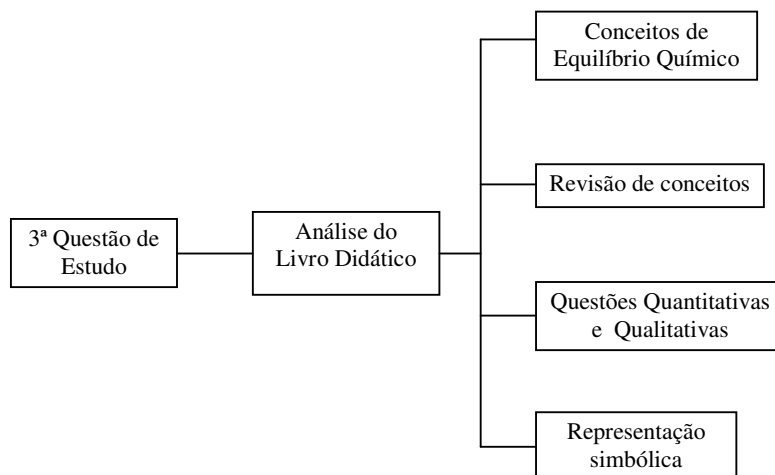 3ª Questão de
Estudo
Análise do
Livro Didático
Conceitos de
Equilíbrio Químico
Revisão de conceitos
Questões Quantitativas
e Qualitativas
Representação
simbólica